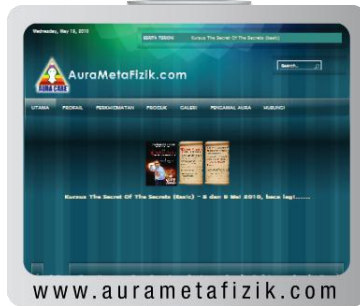 Wednesday, May 19, 2010
BERITA TERKINI Kursus The Secret Of The Secrets (Basic)
Search..
AURA CARE
AuraMetaFizik.com
UTAMA PROFAIL PERKHIDMATAN PRODUK GALERI PENGAMAL AURA HUBUNGI
Kursus The Secret Of The Secrets (Basic) - 8 dan 9 Mei 2010, baca lagi......
www.aurametafizik.com